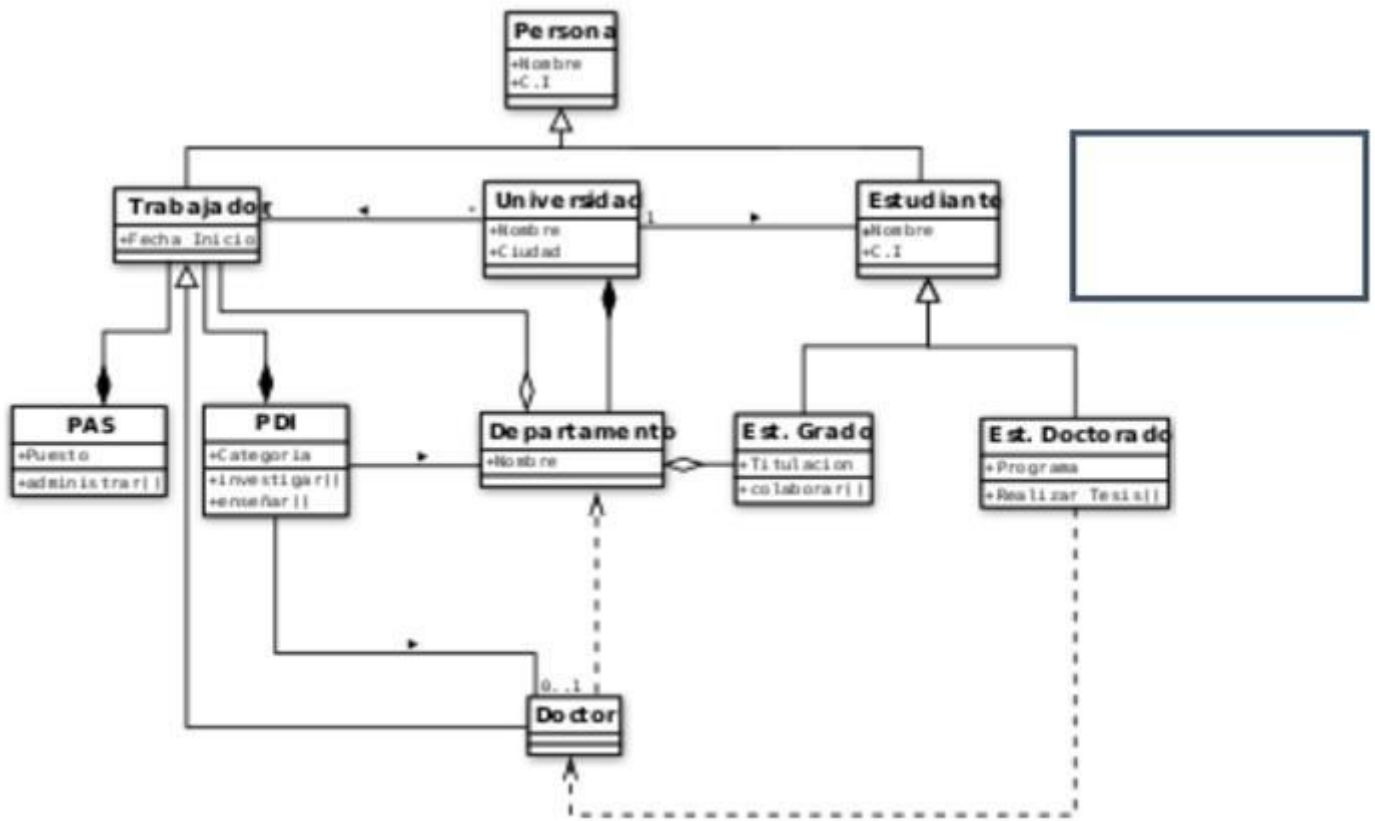 Persona
+Nombre
+C.I
Trabajador
+Fecha Inicio
*
Universidad
+Nombre
+Ciudad
1
Estudiante
+Nombre
+C.I
PAS
+Puesto
+administrar()
PDI
+Categoria
+investigar()
+enseñar()
Departamento
+Nombre
Est. Grado
+Titulacion
+colaborar()
Est. Doctorado
+Programa
+Realizar Tesis()
0..1
Doctor